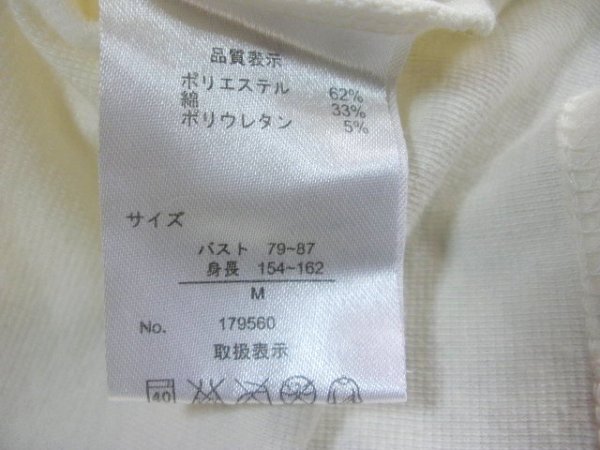 品質表示
ポリエステル 62%
綿 33%
ポリウレタン 5%
サイズ
バスト 79~87
身長 154~162
M
No. 179560
取扱表示
40